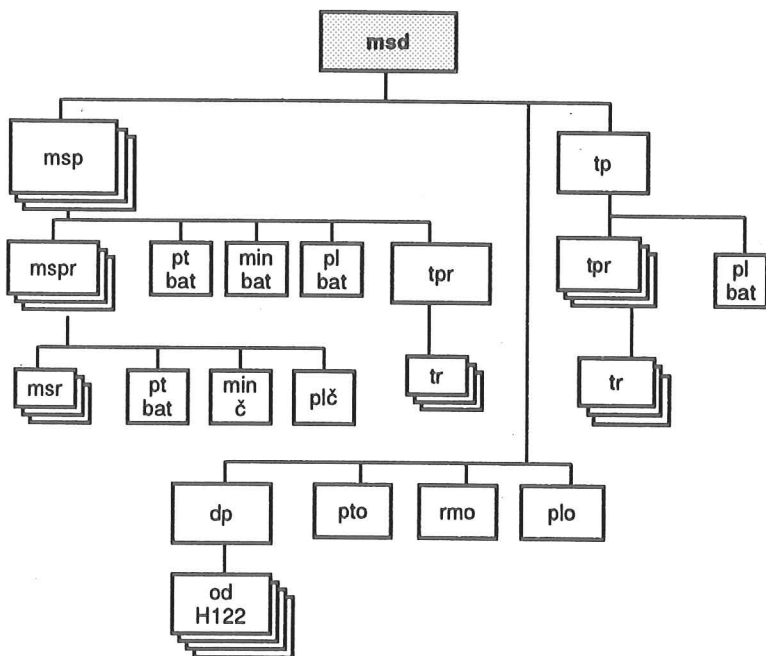 msd
msp
tp
mspr
pt
bat
min
bat
pl
bat
tpr
tpr
pl
bat
msr
pt
bat
min
č
plč
tr
tr
dp
pto
rmo
plo
od
H122